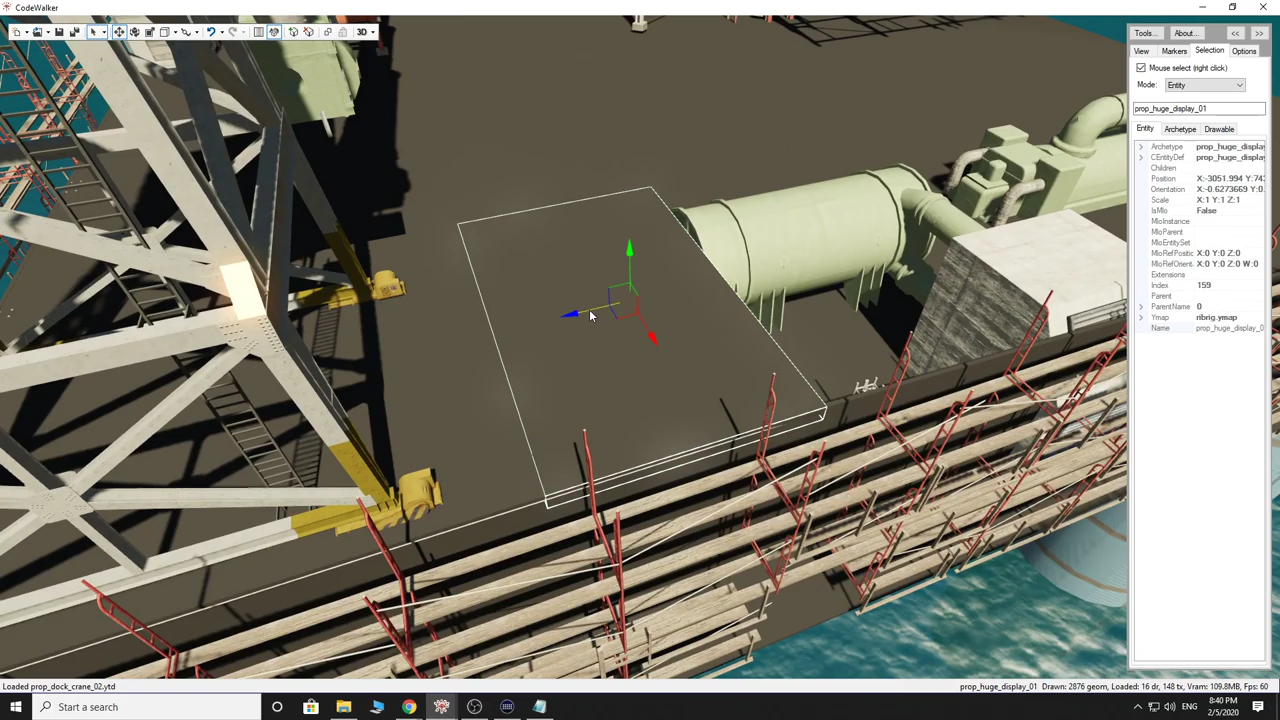 CodeWalker
3D
Tools... About... << >>
View Markers Selection Options
Mouse select (right click)
Mode: Entity
prop_huge_display_01
Entity Archetype Drawable
Archetype prop_huge_display
CEntityDef prop_huge_display
Children
Position X:-3051.994 Y:74
Orientation X:-0.6273669 Y:0.
Scale X:1 Y:1 Z:1
IsMlo False
MloInstance
MloParent
MloEntitySet
MloRefPositic X:0 Y:0 Z:0
MloRefOrient X:0 Y:0 Z:0 W:0
Extensions
Index 159
Parent
ParentName 0
Ymap ribrig.ymap
Name prop_huge_display_0
Loaded prop_dock_crane_02.ytd
prop_huge_display_01 Drawn: 2876 geom, Loaded: 16 dr, 148 tx, Vram: 109.8MB, Fps: 60
Start a search
ENG
8:40 PM
2/5/2020